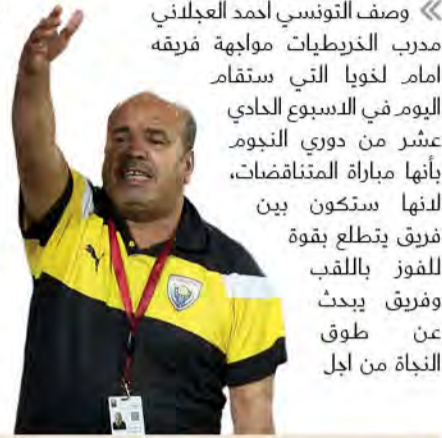 وصف التونسي احمد العجلاني
مدرب الخريطيات مواجهة فريقه
امام لخويا التي ستقام
اليوم في الاسبوع الحادي
عشر من دوري النجوم
بأنها مباراة المتناقضات،
لانها ستكون بين
فريق يتطلع بقوة
للفوز باللقب
وفريق يبحث
عن طوق
النجاة من اجل